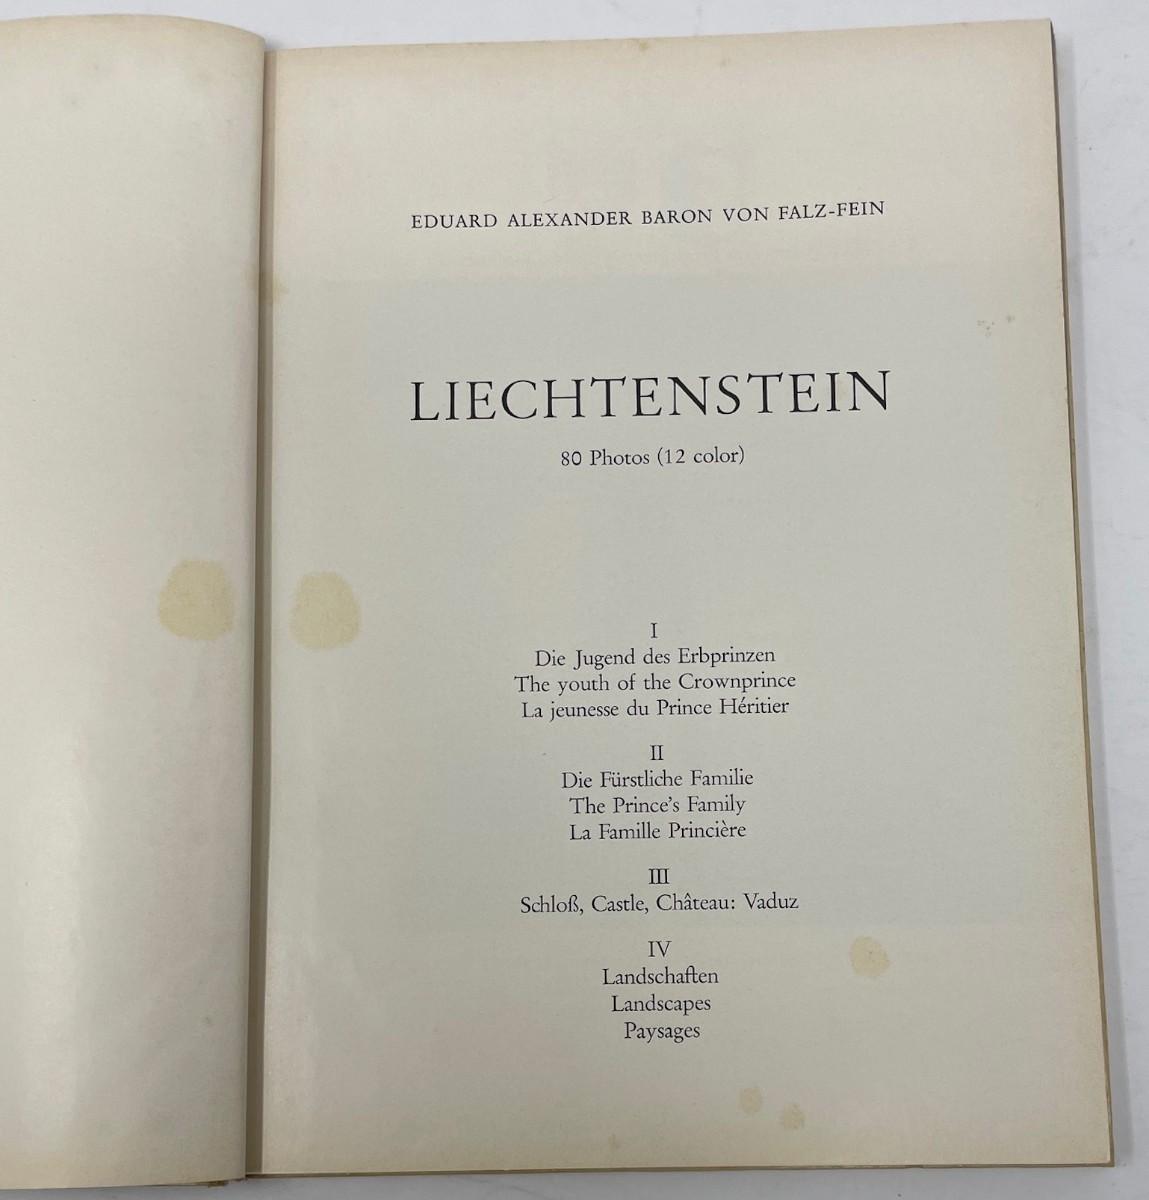 EDUARD ALEXANDER BARON VON FALZ-FEIN
LIECHTENSTEIN
80 Photos (12 color)
I
Die Jugend des Erbprinzen
The youth of the Crownprince
La jeunesse du Prince Héritier
II
Die Fürstliche Familie
The Prince’s Family
La Famille Princière
III
Schloß, Castle, Château: Vaduz
IV
Landschaften
Landscapes
Paysages